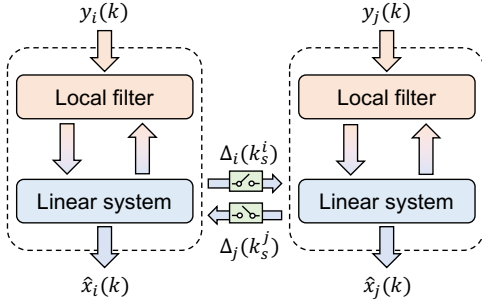 y_i(k) y_j(k)
Local filter Local filter
Δ_i(k_s^i)
Linear system Linear system
Δ_j(k_s^j)
x̂_i(k) x̂_j(k)